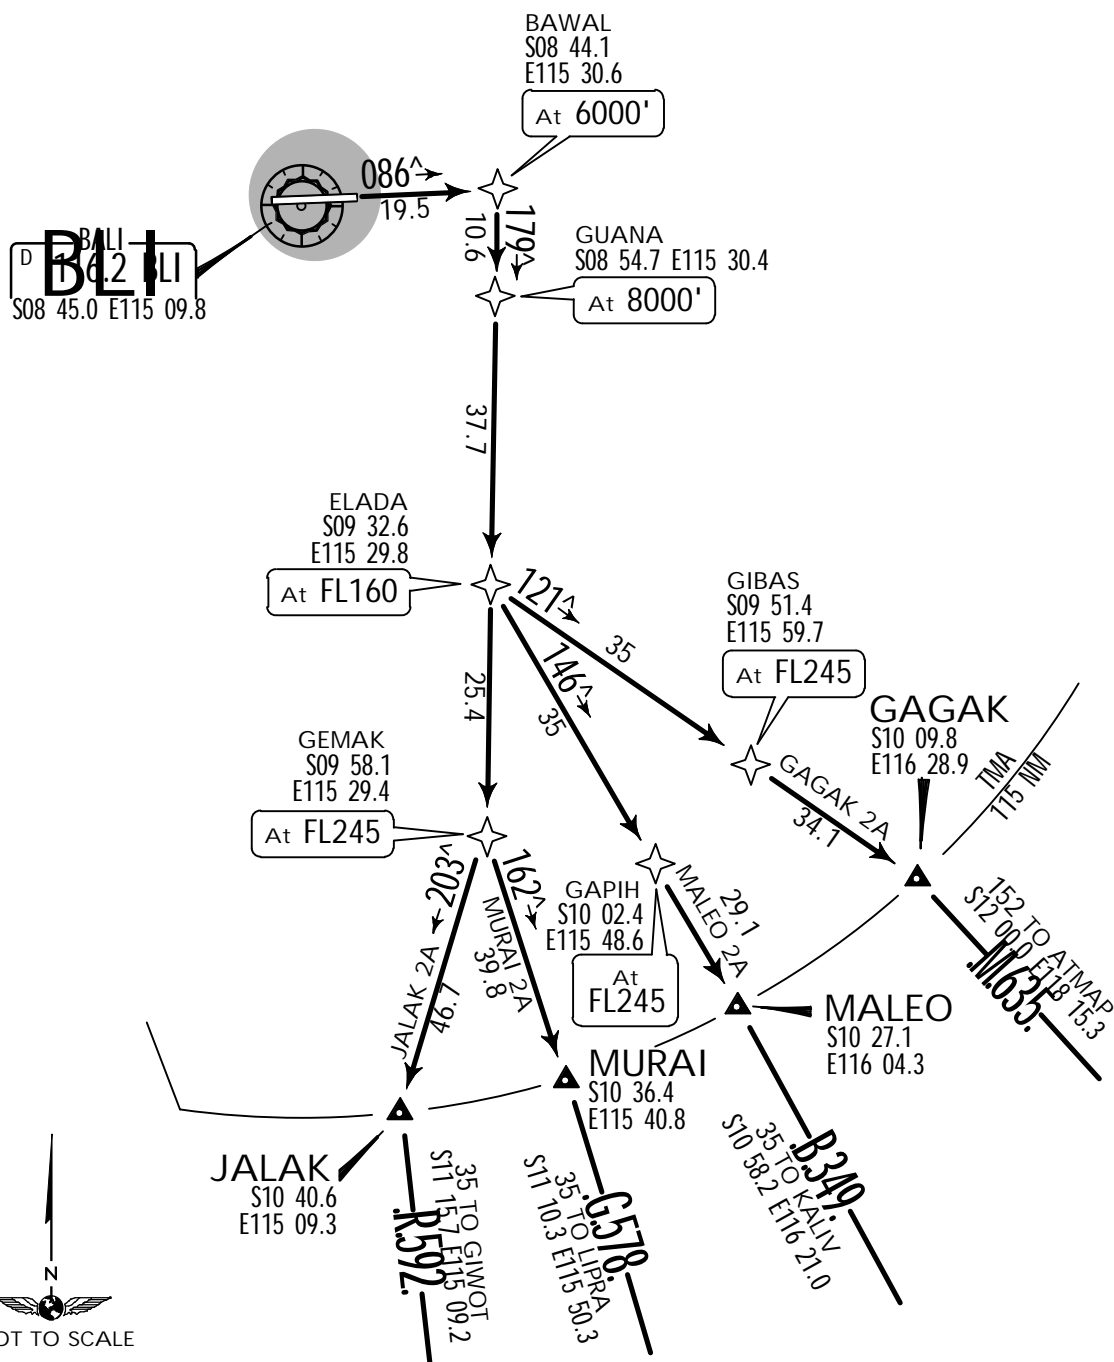 BAWAL
S08 44.1
E115 30.6
At 6000'
086^
19.5
179^
10.6
GUANA
S08 54.7 E115 30.4
At 8000'
BALI
D
BLI
S08 45.0 E115 09.8
BLI
37.7
ELADA
S09 32.6
E115 29.8
At FL160
121^
35
146^
35
25.4
GIBAS
S09 51.4
E115 59.7
At FL245
GAGAK
S10 09.8
E116 28.9
TMA
115 NM
GAGAK 2A
34.1
GEMAK
S09 58.1
E115 29.4
At FL245
203^
162^
JALAK 2A
46.7
MURAI 2A
39.8
GAPIH
S10 02.4
E115 48.6
At
FL245
MALEO 2A
29.1
152 TO ATMAP
S12 00.0 E118 15.3
.M.635.
MALEO
S10 27.1
E116 04.3
MURAI
S10 36.4
E115 40.8
JALAK
S10 40.6
E115 09.3
35 TO GIWOT
S11 15.7 E115 09.2
.R.592.
35 TO LIPRA
S11 10.3 E115 50.3
.G.578.
35 TO KALIV
S10 58.2 E116 21.0
.B.349.
N
OT TO SCALE